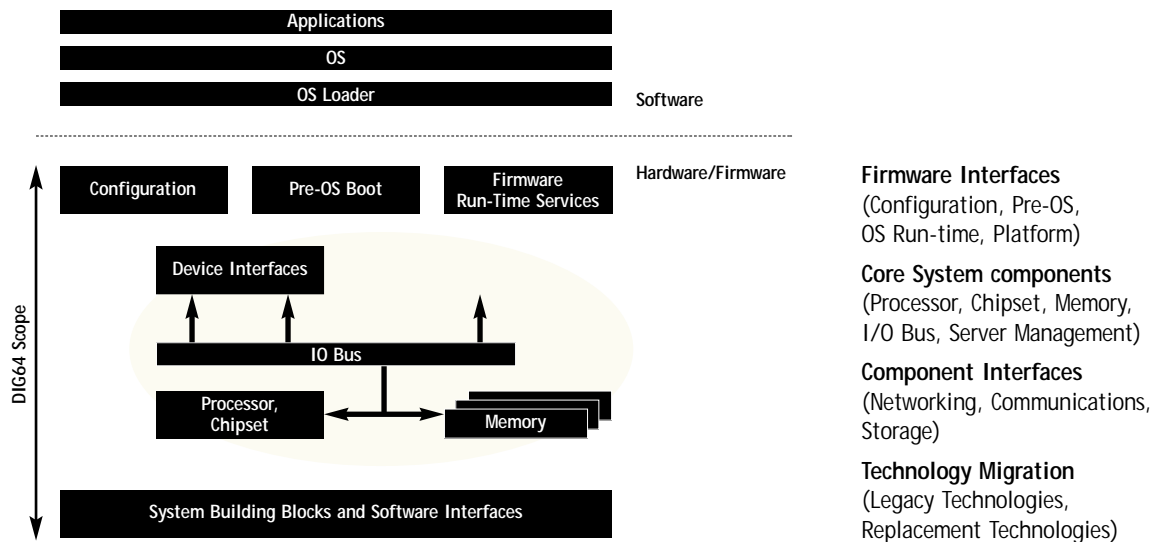 Applications
OS
OS Loader
Software
DIG64 Scope
Configuration
Pre-OS Boot
Firmware
Run-Time Services
Hardware/Firmware
Device Interfaces
IO Bus
Processor,
Chipset
Memory
System Building Blocks and Software Interfaces
Firmware Interfaces
(Configuration, Pre-OS,
OS Run-time, Platform)
Core System components
(Processor, Chipset, Memory,
I/O Bus, Server Management)
Component Interfaces
(Networking, Communications,
Storage)
Technology Migration
(Legacy Technologies,
Replacement Technologies)